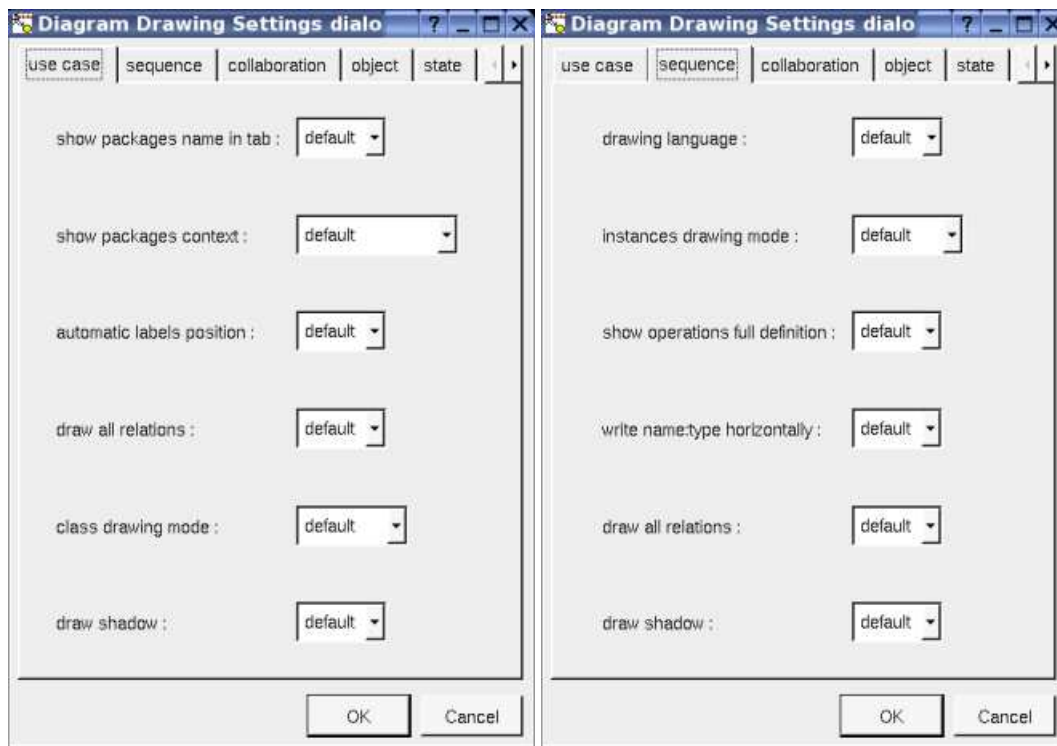 Diagram Drawing Settings dialo
use case sequence collaboration object state
show packages name in tab : default
show packages context : default
automatic labels position : default
draw all relations : default
class drawing mode : default
draw shadow : default
OK Cancel
Diagram Drawing Settings dialo
use case sequence collaboration object state
drawing language : default
instances drawing mode : default
show operations full definition : default
write name:type horizontally : default
draw all relations : default
draw shadow : default
OK Cancel